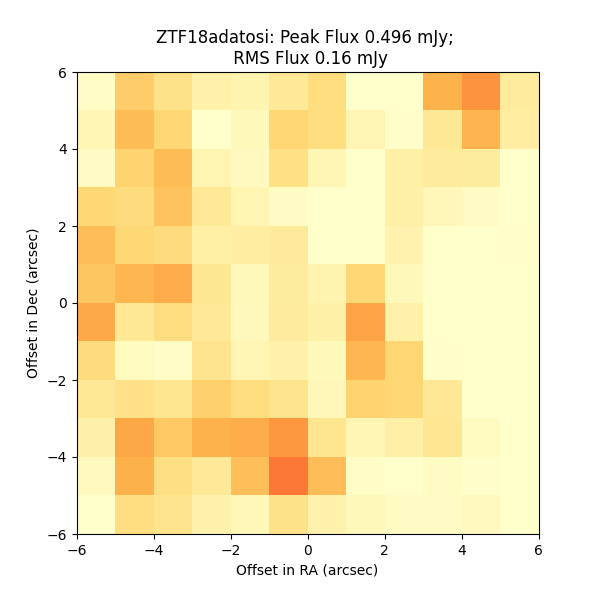 ZTF18adatosi: Peak Flux 0.496 mJy;
RMS Flux 0.16 mJy
6
4
2
0
−2
−4
−6
Offset in Dec (arcsec)
−6 −4 −2 0 2 4 6
Offset in RA (arcsec)